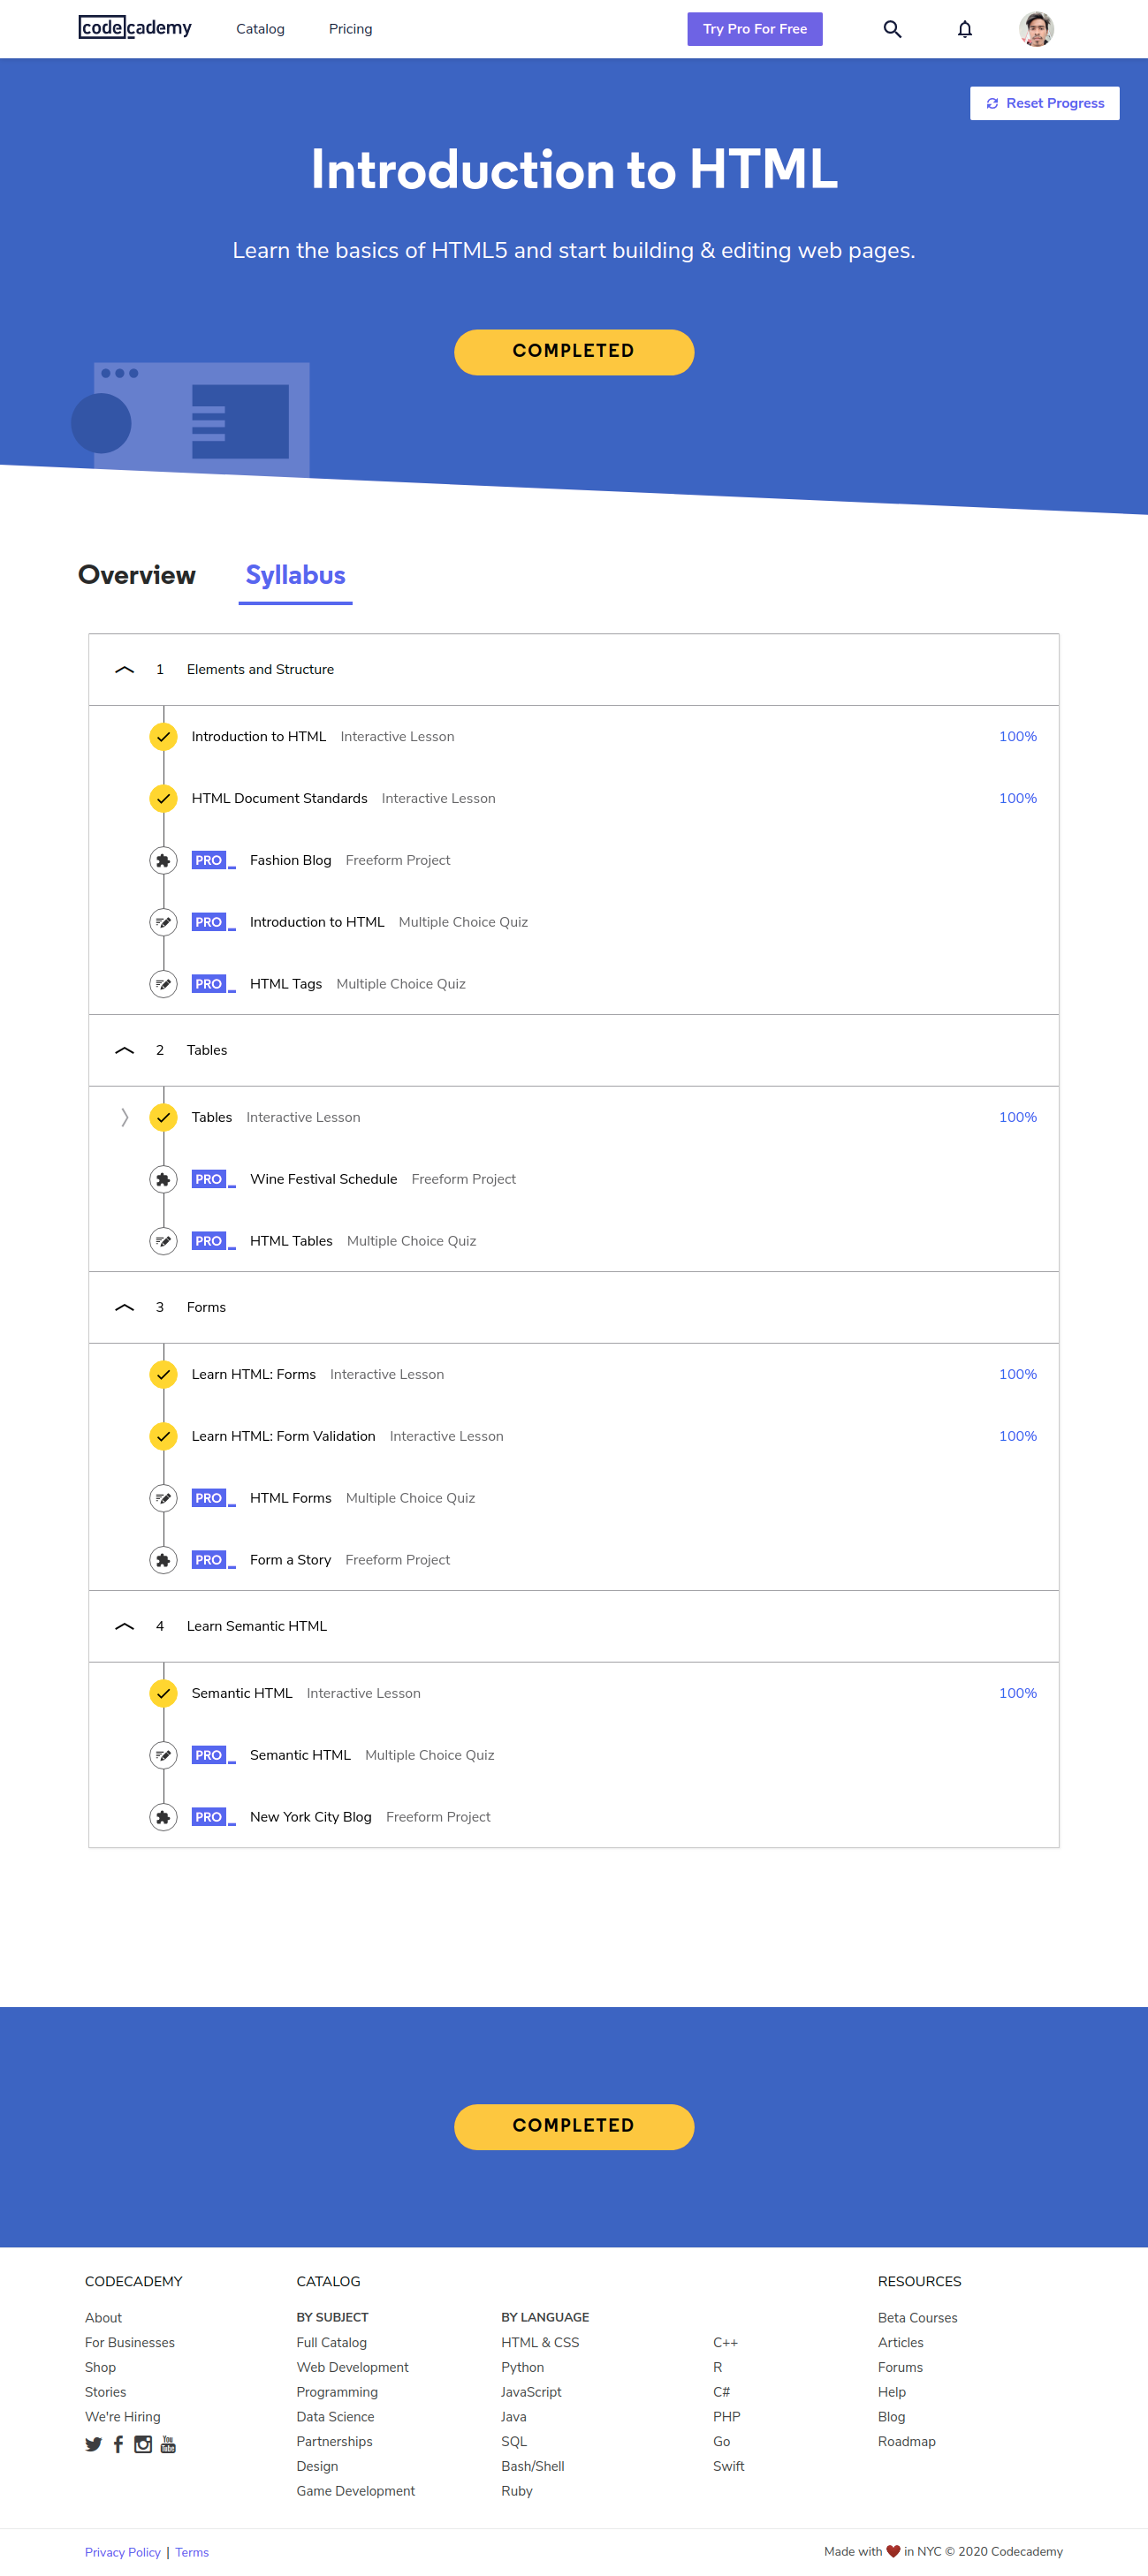 codecademy Catalog Pricing Try Pro For Free
Reset Progress
Introduction to HTML
Learn the basics of HTML5 and start building & editing web pages.
COMPLETED
Overview Syllabus
1 Elements and Structure
Introduction to HTML Interactive Lesson 100%
HTML Document Standards Interactive Lesson 100%
PRO Fashion Blog Freeform Project
PRO Introduction to HTML Multiple Choice Quiz
PRO HTML Tags Multiple Choice Quiz
2 Tables
Tables Interactive Lesson 100%
PRO Wine Festival Schedule Freeform Project
PRO HTML Tables Multiple Choice Quiz
3 Forms
Learn HTML: Forms Interactive Lesson 100%
Learn HTML: Form Validation Interactive Lesson 100%
PRO HTML Forms Multiple Choice Quiz
PRO Form a Story Freeform Project
4 Learn Semantic HTML
Semantic HTML Interactive Lesson 100%
PRO Semantic HTML Multiple Choice Quiz
PRO New York City Blog Freeform Project
COMPLETED
CODECADEMY
About
For Businesses
Shop
Stories
We're Hiring
You
Tube
CATALOG
BY SUBJECT
Full Catalog
Web Development
Programming
Data Science
Partnerships
Design
Game Development
BY LANGUAGE
HTML & CSS
Python
JavaScript
Java
SQL
Bash/Shell
Ruby
C++
R
C#
PHP
Go
Swift
RESOURCES
Beta Courses
Articles
Forums
Help
Blog
Roadmap
Privacy Policy | Terms
Made with ❤️ in NYC © 2020 Codecademy